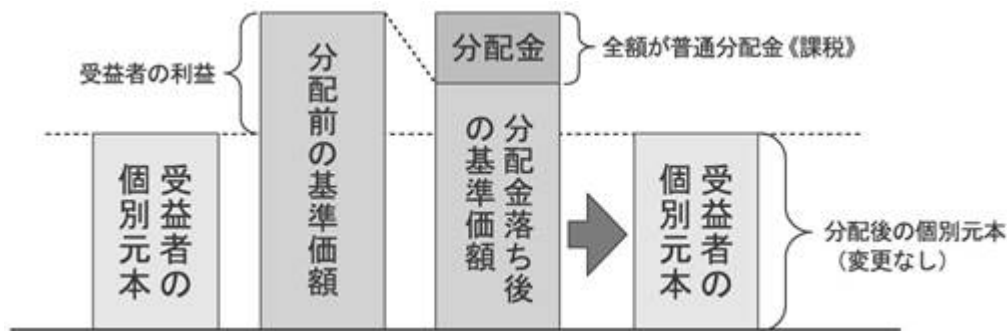 受益者の利益
受益者の
個別元本
分配前の基準価額
分配金
全額が普通分配金《課税》
分配金落ち後
の基準価額
受益者の
個別元本
分配後の個別元本
（変更なし）